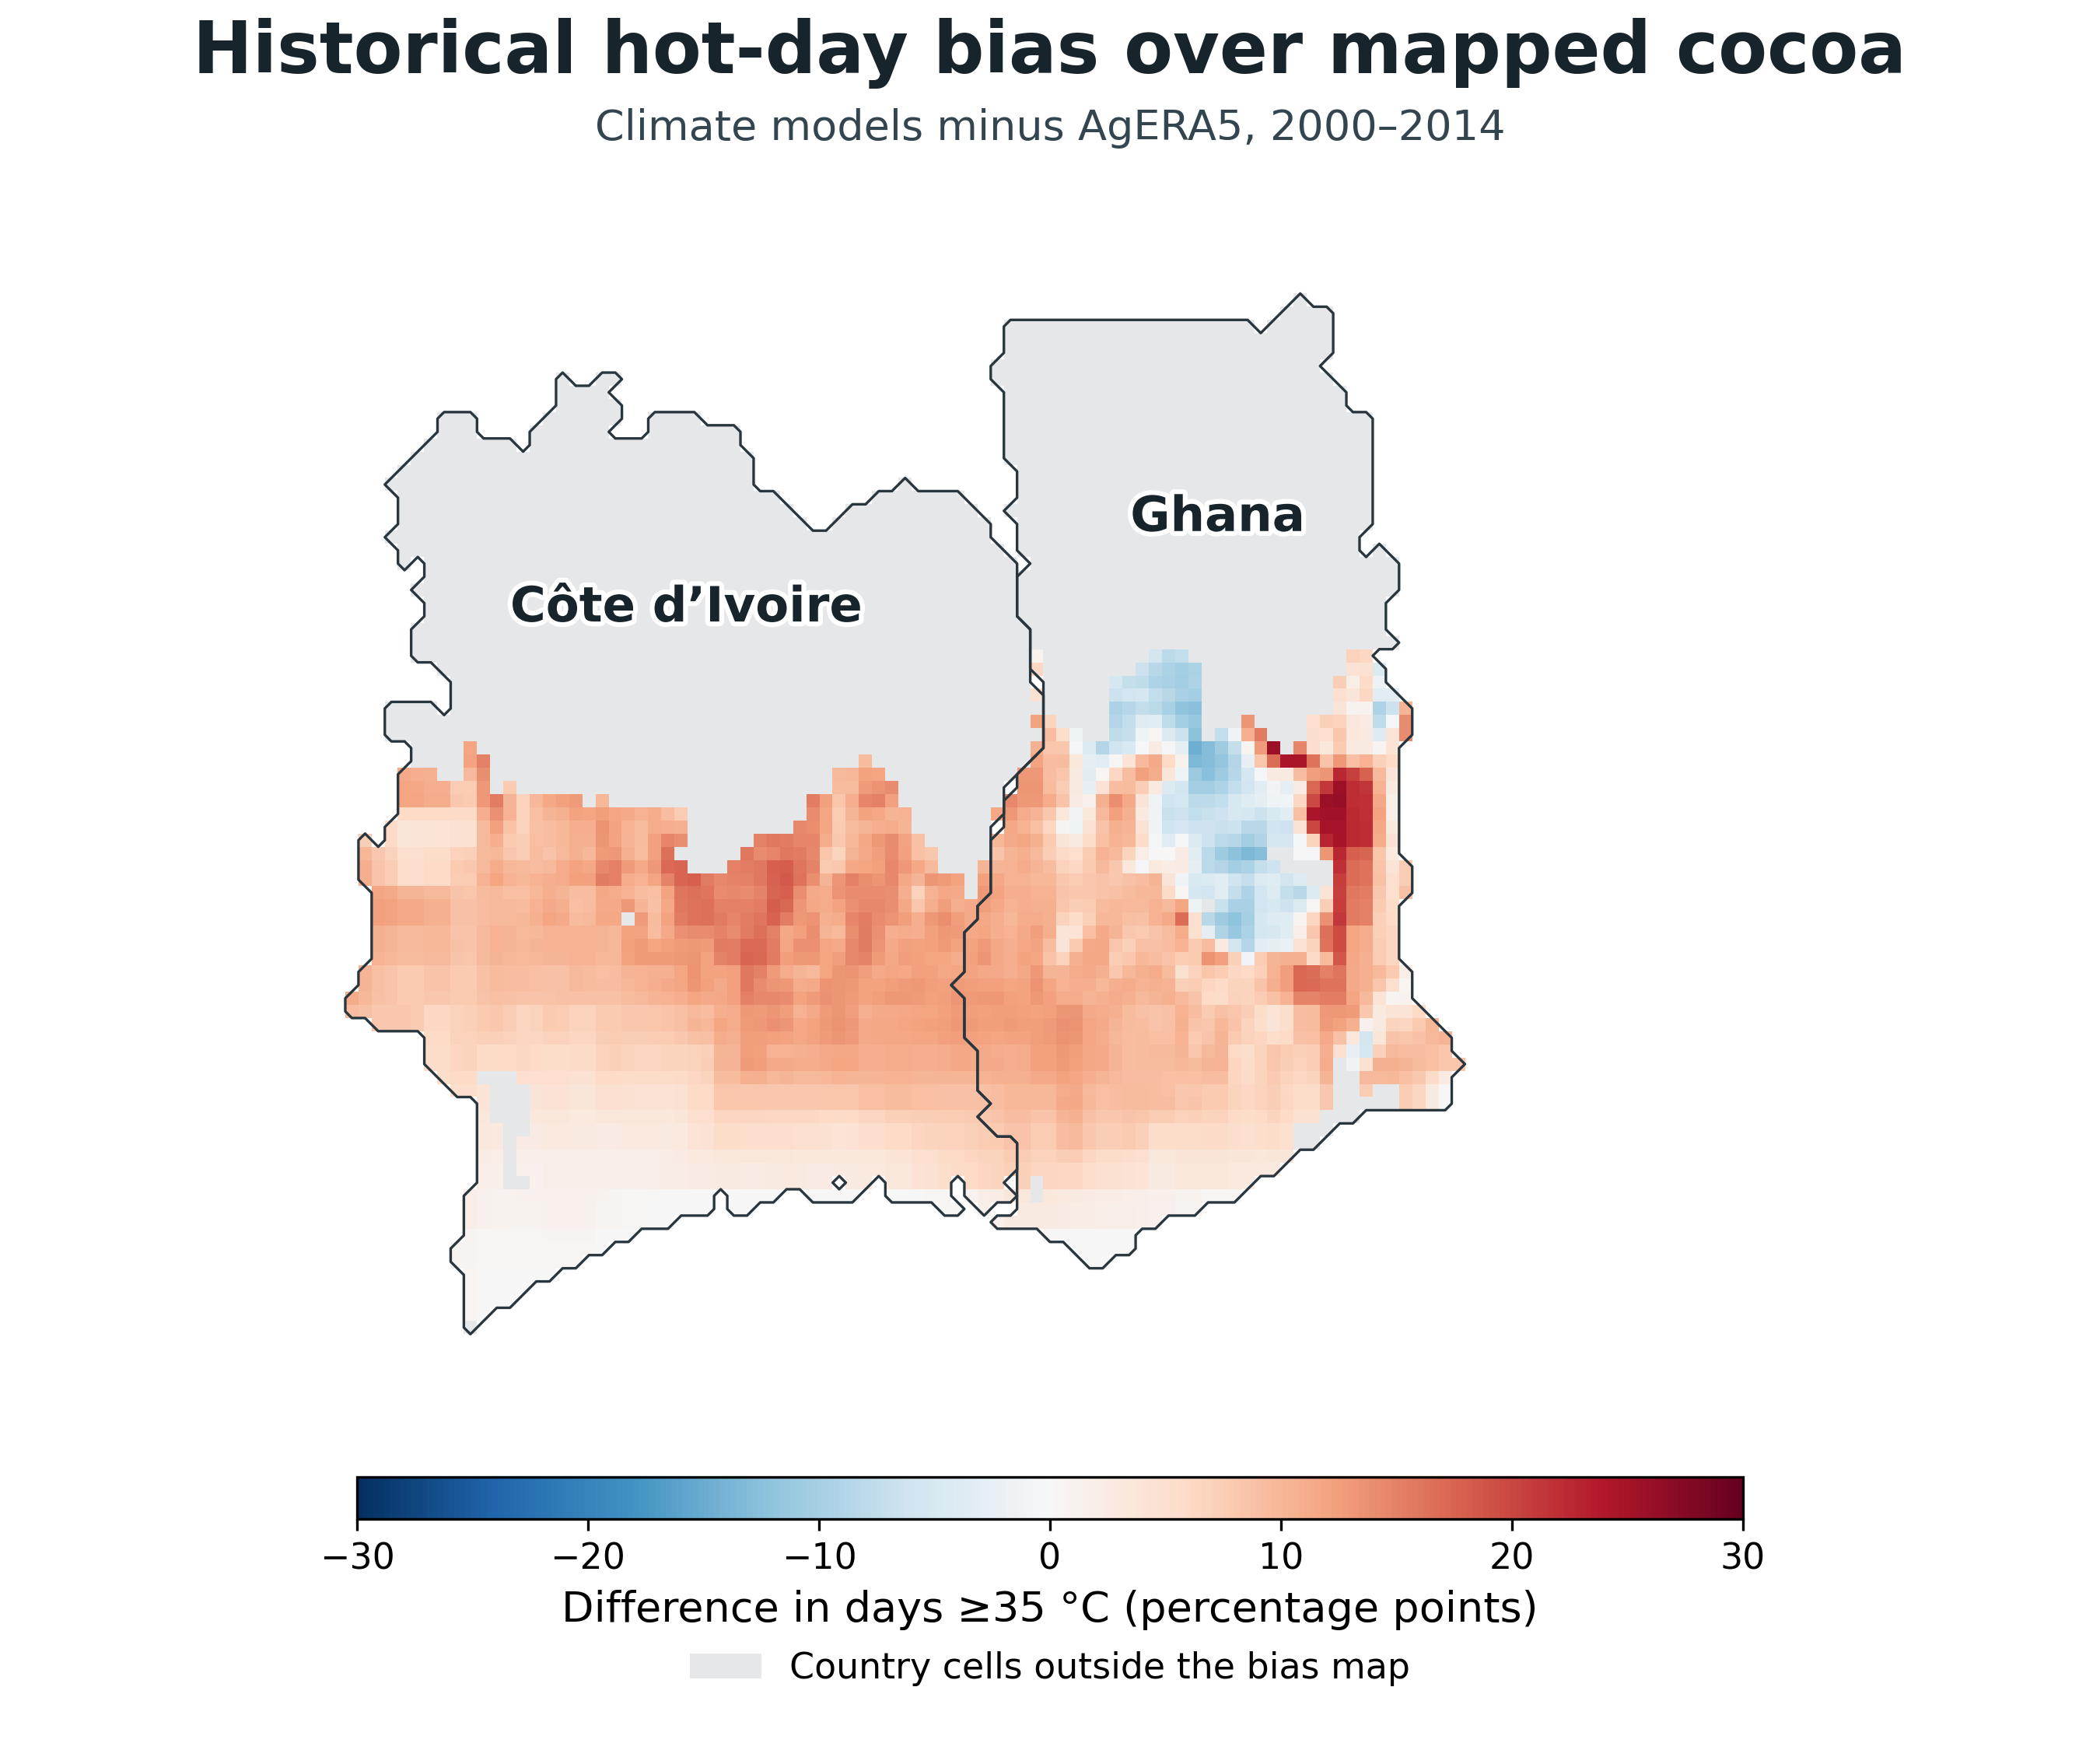 Historical hot-day bias over mapped cocoa
Climate models minus AgERA5, 2000–2014
Ghana
Côte d’Ivoire
−30 −20 −10 0 10 20 30
Difference in days ≥35 °C (percentage points)
Country cells outside the bias map